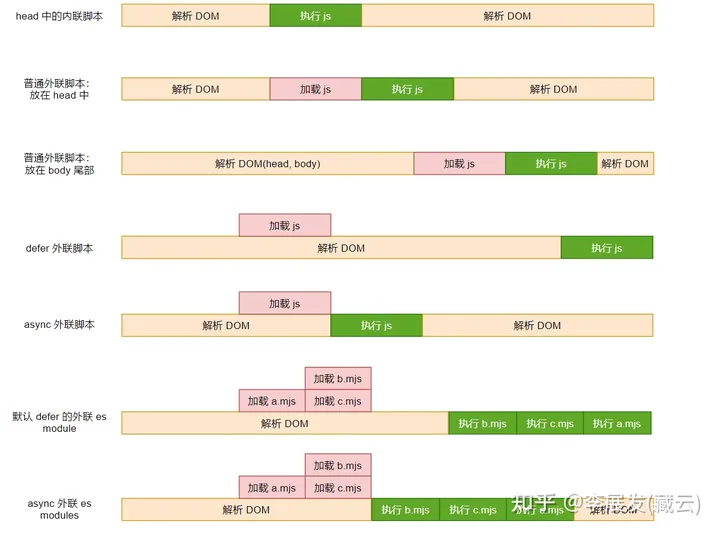 head 中的内联脚本
解析 DOM
执行 js
解析 DOM
普通外联脚本：
放在 head 中
解析 DOM
加载 js
执行 js
解析 DOM
普通外联脚本：
放在 body 尾部
解析 DOM(head, body)
加载 js
执行 js
解析 DOM
加载 js
defer 外联脚本
解析 DOM
执行 js
加载 js
async 外联脚本
解析 DOM
执行 js
解析 DOM
加载 b.mjs
加载 a.mjs
加载 c.mjs
默认 defer 的外联 es
module
解析 DOM
执行 b.mjs
执行 c.mjs
执行 a.mjs
加载 b.mjs
加载 a.mjs
加载 c.mjs
async 外联 es
modules
解析 DOM
执行 b.mjs
执行 c.mjs
执行 a.mjs
解析 DOM
知乎 @李展发(藏云)